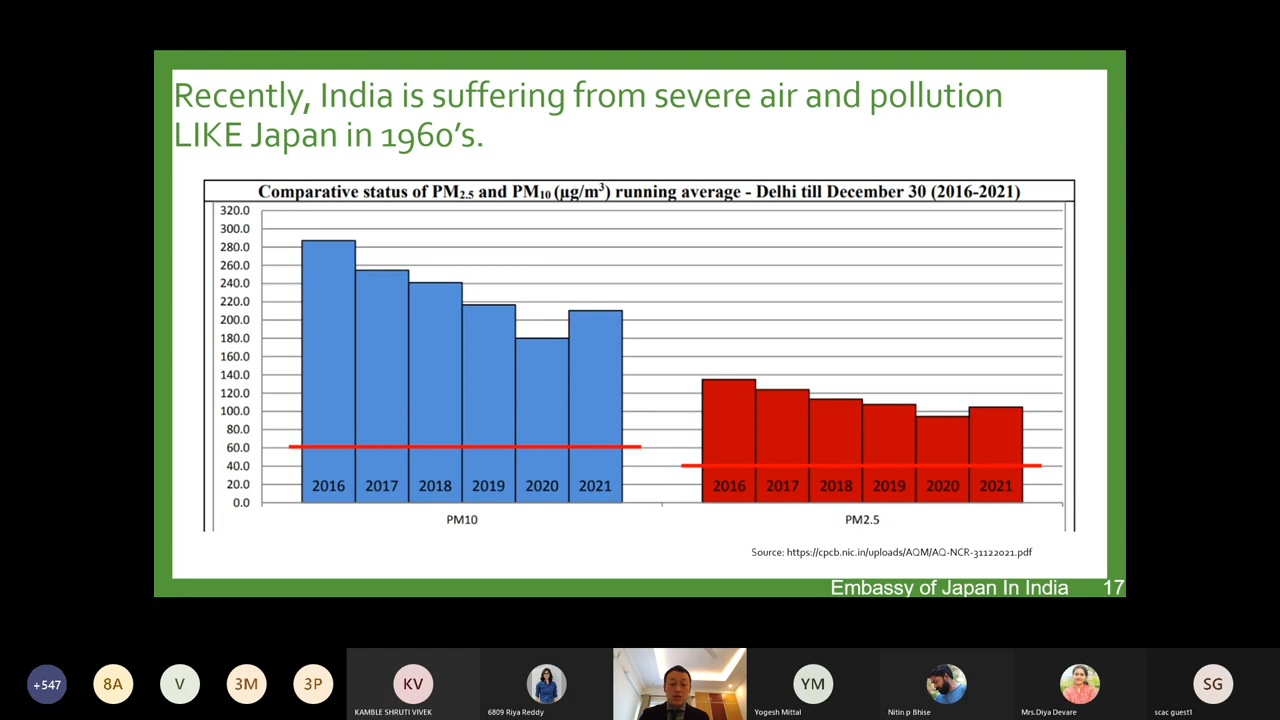 Recently, India is suffering from severe air and pollution
LIKE Japan in 1960's.
Comparative status of PM2.5 and PM10 (µg/m3) running average - Delhi till December 30 (2016-2021)
320.0
300.0
280.0
260.0
240.0
220.0
200.0
180.0
160.0
140.0
120.0
100.0
80.0
60.0
40.0
20.0
0.0
2016 2017 2018 2019 2020 2021 2016 2017 2018 2019 2020 2021
PM10 PM2.5
Source: https://cpcb.nic.in/uploads/AQM/AQ-NCR-31122021.pdf
Embassy of Japan In India 17
+547 8A V 3M 3P KV YM SG
KAMBLE SHRUTI VIVEK 6809 Riya Reddy Yogesh Mittal Nitin p Bhise Mrs.Diya Devare scac guest1